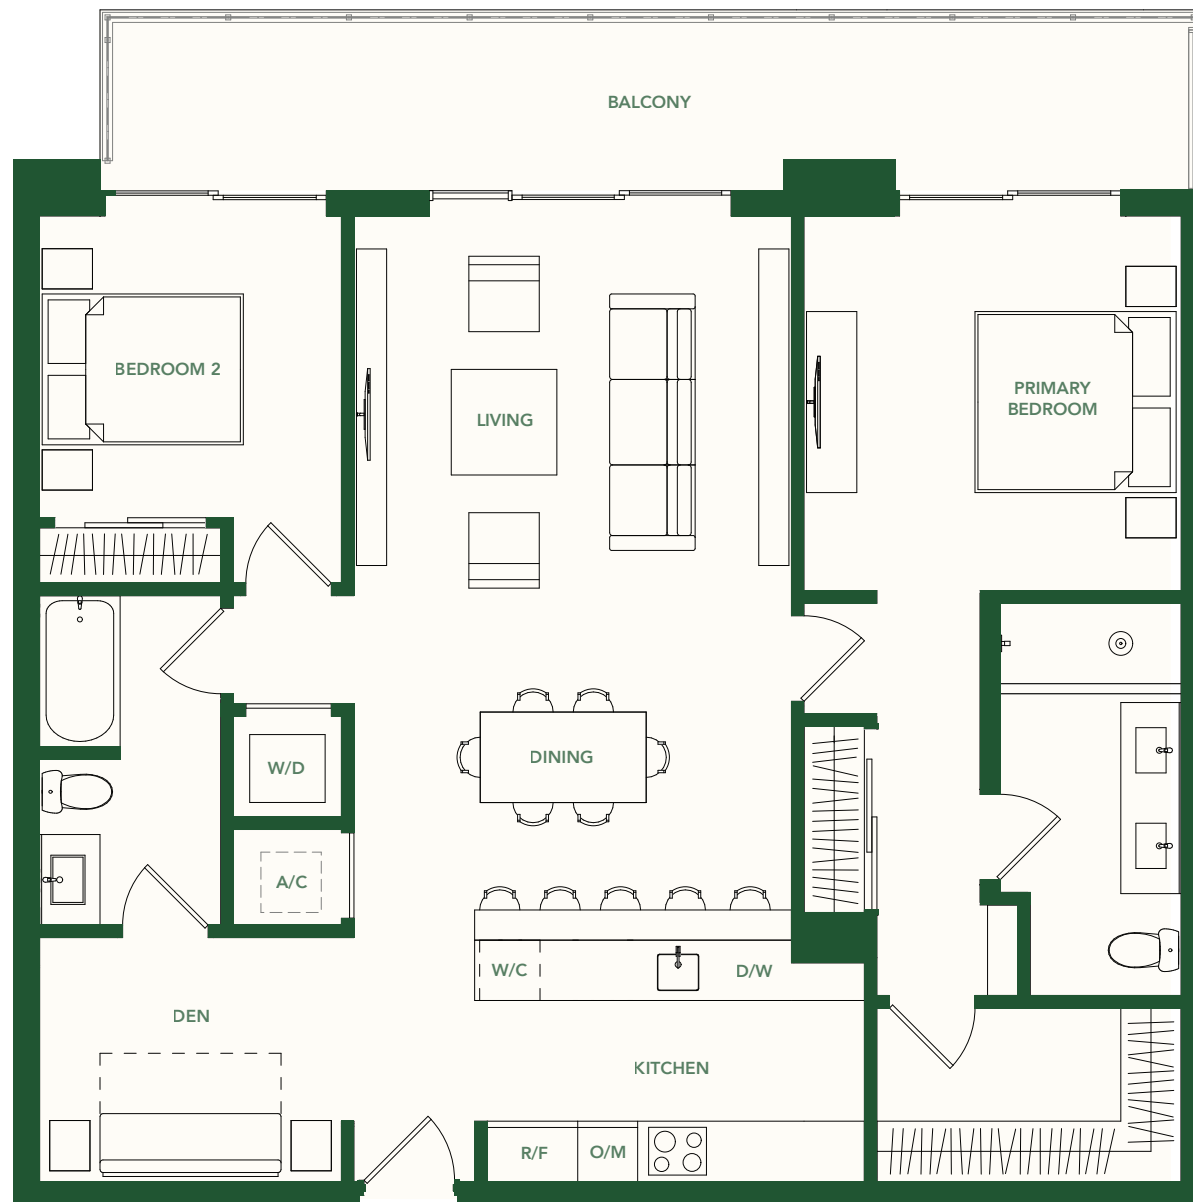 BALCONY
BEDROOM 2
LIVING
PRIMARY
BEDROOM
DINING
W/D
A/C
W/C
D/W
DEN
KITCHEN
R/F
O/M